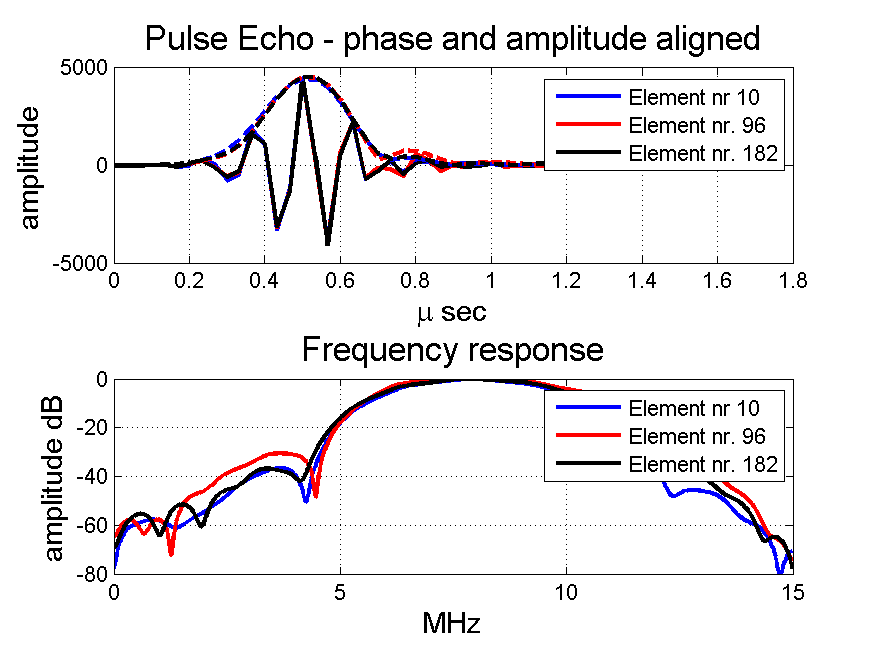 Pulse Echo - phase and amplitude aligned
5000
0
-5000
amplitude
Element nr 10
Element nr. 96
Element nr. 182
0 0.2 0.4 0.6 0.8 1 1.2 1.4 1.6 1.8
μ sec
Frequency response
0
-20
-40
-60
-80
amplitude dB
Element nr 10
Element nr. 96
Element nr. 182
0 5 10 15
MHz